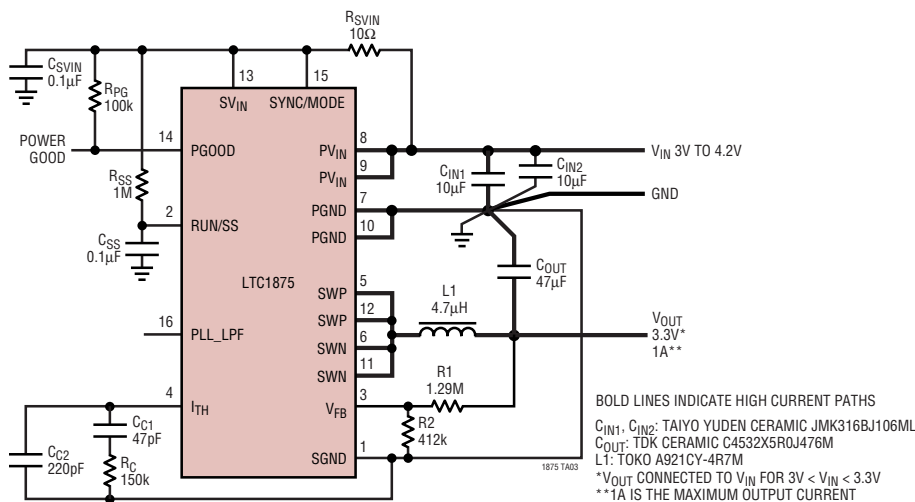 RSVIN
10Ω
CSVIN
0.1µF
RPG
100k
13
15
SVIN
SYNC/MODE
POWER
GOOD
14
PGOOD
8
PVIN
9
PVIN
VIN 3V TO 4.2V
CIN1
10µF
CIN2
10µF
RSS
1M
7
PGND
10
PGND
GND
2
RUN/SS
CSS
0.1µF
LTC1875
COUT
47µF
5
SWP
12
SWP
6
SWN
11
SWN
L1
4.7µH
VOUT
3.3V*
1A**
16
PLL_LPF
R1
1.29M
4
ITH
3
VFB
R2
412k
CC1
47pF
CC2
220pF
RC
150k
1
SGND
1875 TA03
BOLD LINES INDICATE HIGH CURRENT PATHS
CIN1, CIN2: TAIYO YUDEN CERAMIC JMK316BJ106ML
COUT: TDK CERAMIC C4532X5R0J476M
L1: TOKO A921CY-4R7M
*VOUT CONNECTED TO VIN FOR 3V < VIN < 3.3V
**1A IS THE MAXIMUM OUTPUT CURRENT